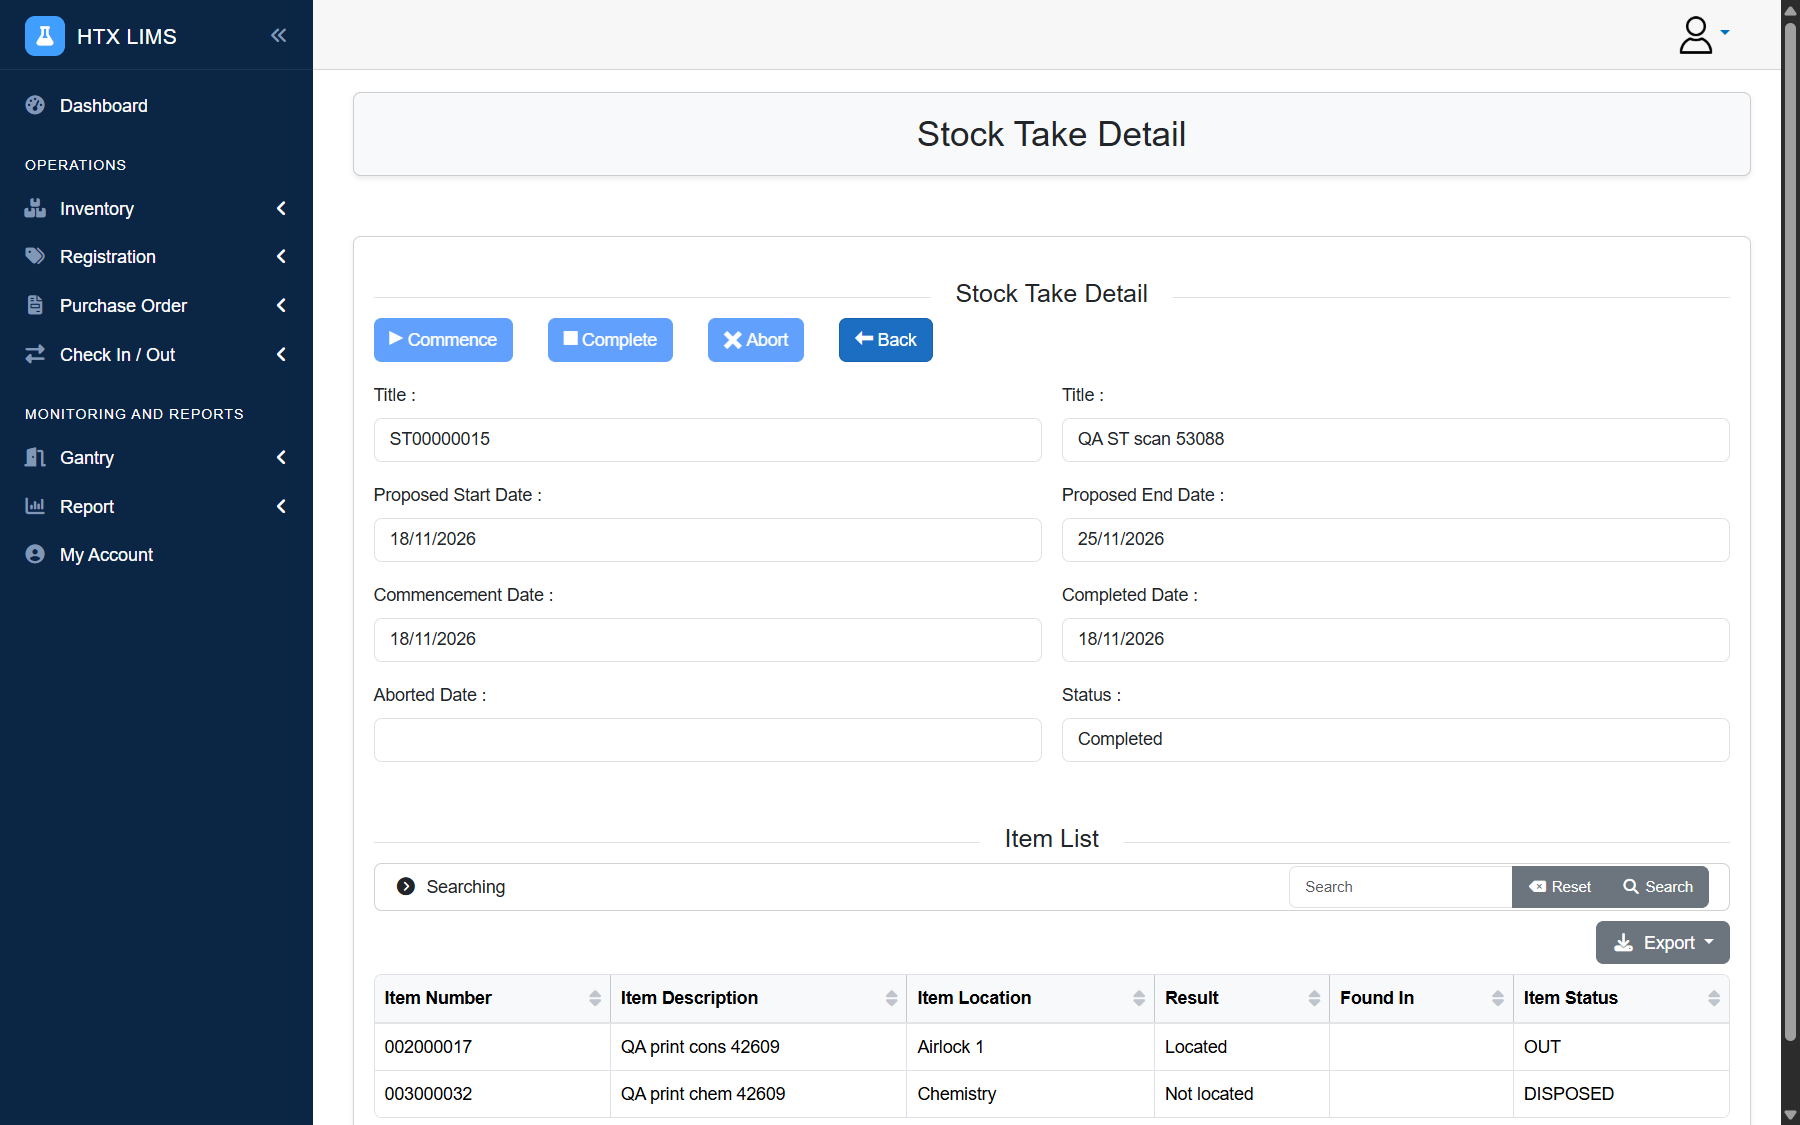 HTX LIMS
Dashboard
OPERATIONS
Inventory
Registration
Purchase Order
Check In / Out
MONITORING AND REPORTS
Gantry
Report
My Account
Stock Take Detail
Stock Take Detail
Commence Complete Abort Back
Title : Title :
ST00000015 QA ST scan 53088
Proposed Start Date : Proposed End Date :
18/11/2026 25/11/2026
Commencement Date : Completed Date :
18/11/2026 18/11/2026
Aborted Date : Status :
Completed
Item List
Searching Search Reset Search
Export
Item Number Item Description Item Location Result Found In Item Status
002000017 QA print cons 42609 Airlock 1 Located OUT
003000032 QA print chem 42609 Chemistry Not located DISPOSED